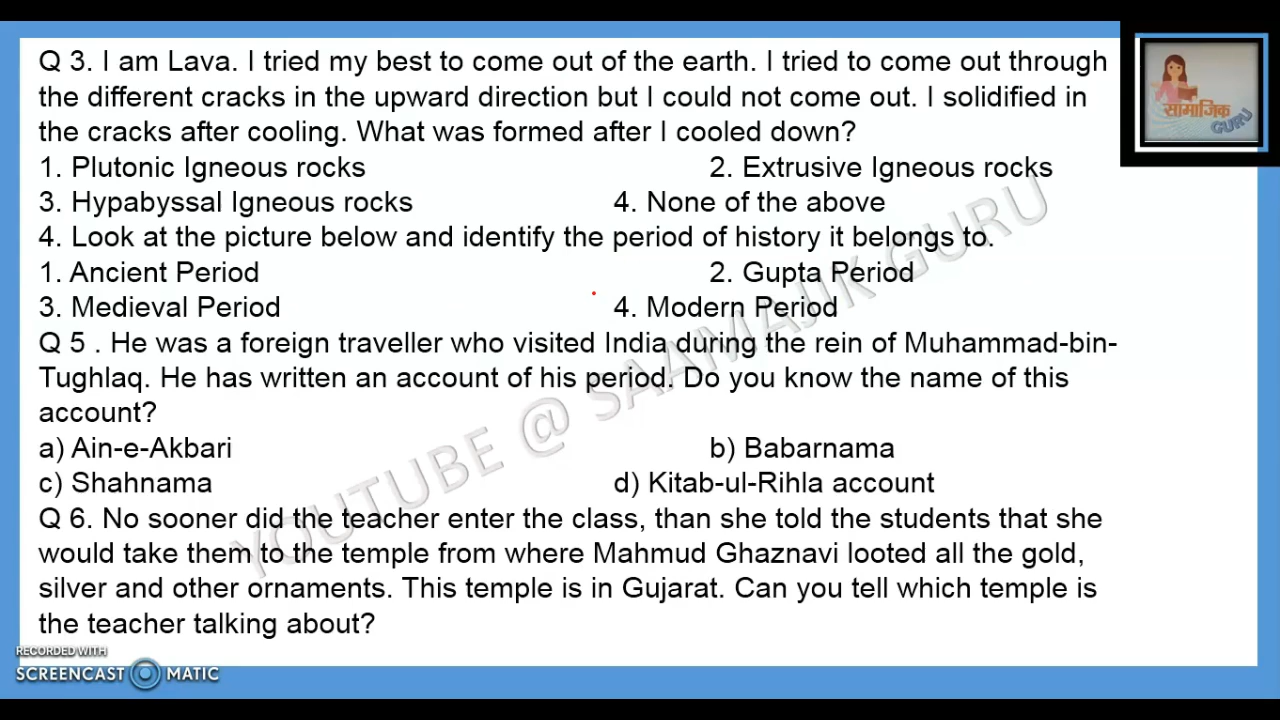 Q 3. I am Lava. I tried my best to come out of the earth. I tried to come out through
the different cracks in the upward direction but I could not come out. I solidified in
the cracks after cooling. What was formed after I cooled down?
1. Plutonic Igneous rocks 2. Extrusive Igneous rocks
3. Hypabyssal Igneous rocks 4. None of the above
4. Look at the picture below and identify the period of history it belongs to.
1. Ancient Period 2. Gupta Period
3. Medieval Period 4. Modern Period
Q 5 . He was a foreign traveller who visited India during the rein of Muhammad-bin-
Tughlaq. He has written an account of his period. Do you know the name of this
account?
a) Ain-e-Akbari b) Babarnama
c) Shahnama d) Kitab-ul-Rihla account
Q 6. No sooner did the teacher enter the class, than she told the students that she
would take them to the temple from where Mahmud Ghaznavi looted all the gold,
silver and other ornaments. This temple is in Gujarat. Can you tell which temple is
the teacher talking about?
YOUTUBE @ SAAMAJIK GURU
सामाजिक
GURU
RECORDED WITH
SCREENCAST MATIC